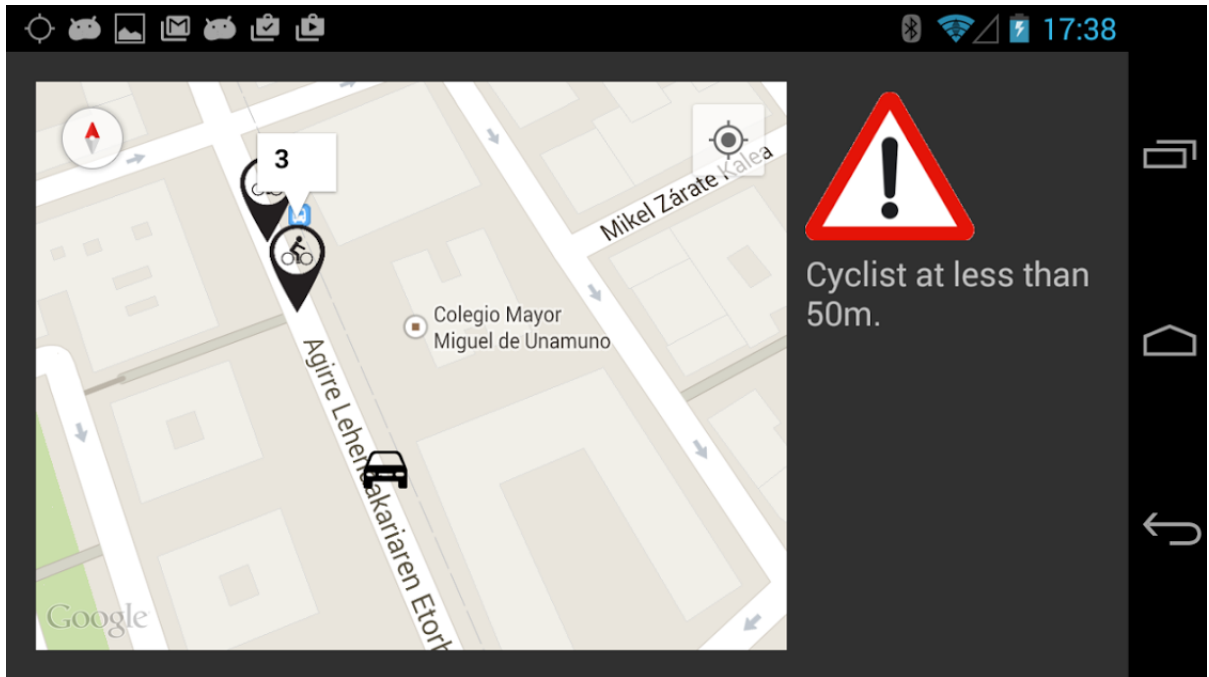 17:38
3
Mikel Zárate Kalea
Cyclist at less than
50m.
Colegio Mayor
Miguel de Unamuno
Agirre Lehendakariaren Etorb
Google